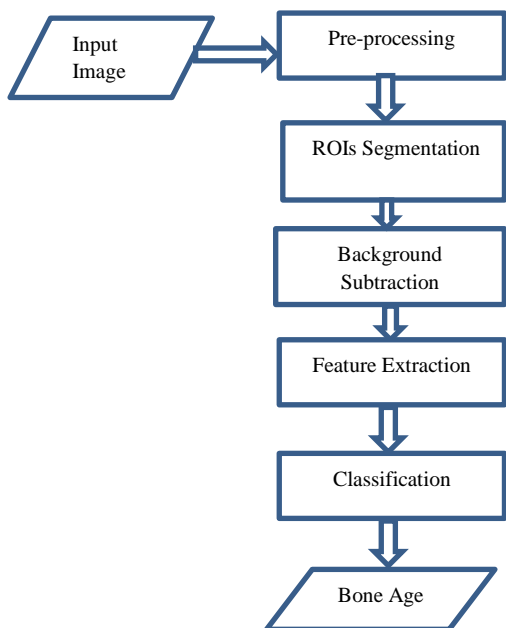 Input
Image
Pre-processing
ROIs Segmentation
Background
Subtraction
Feature Extraction
Classification
Bone Age